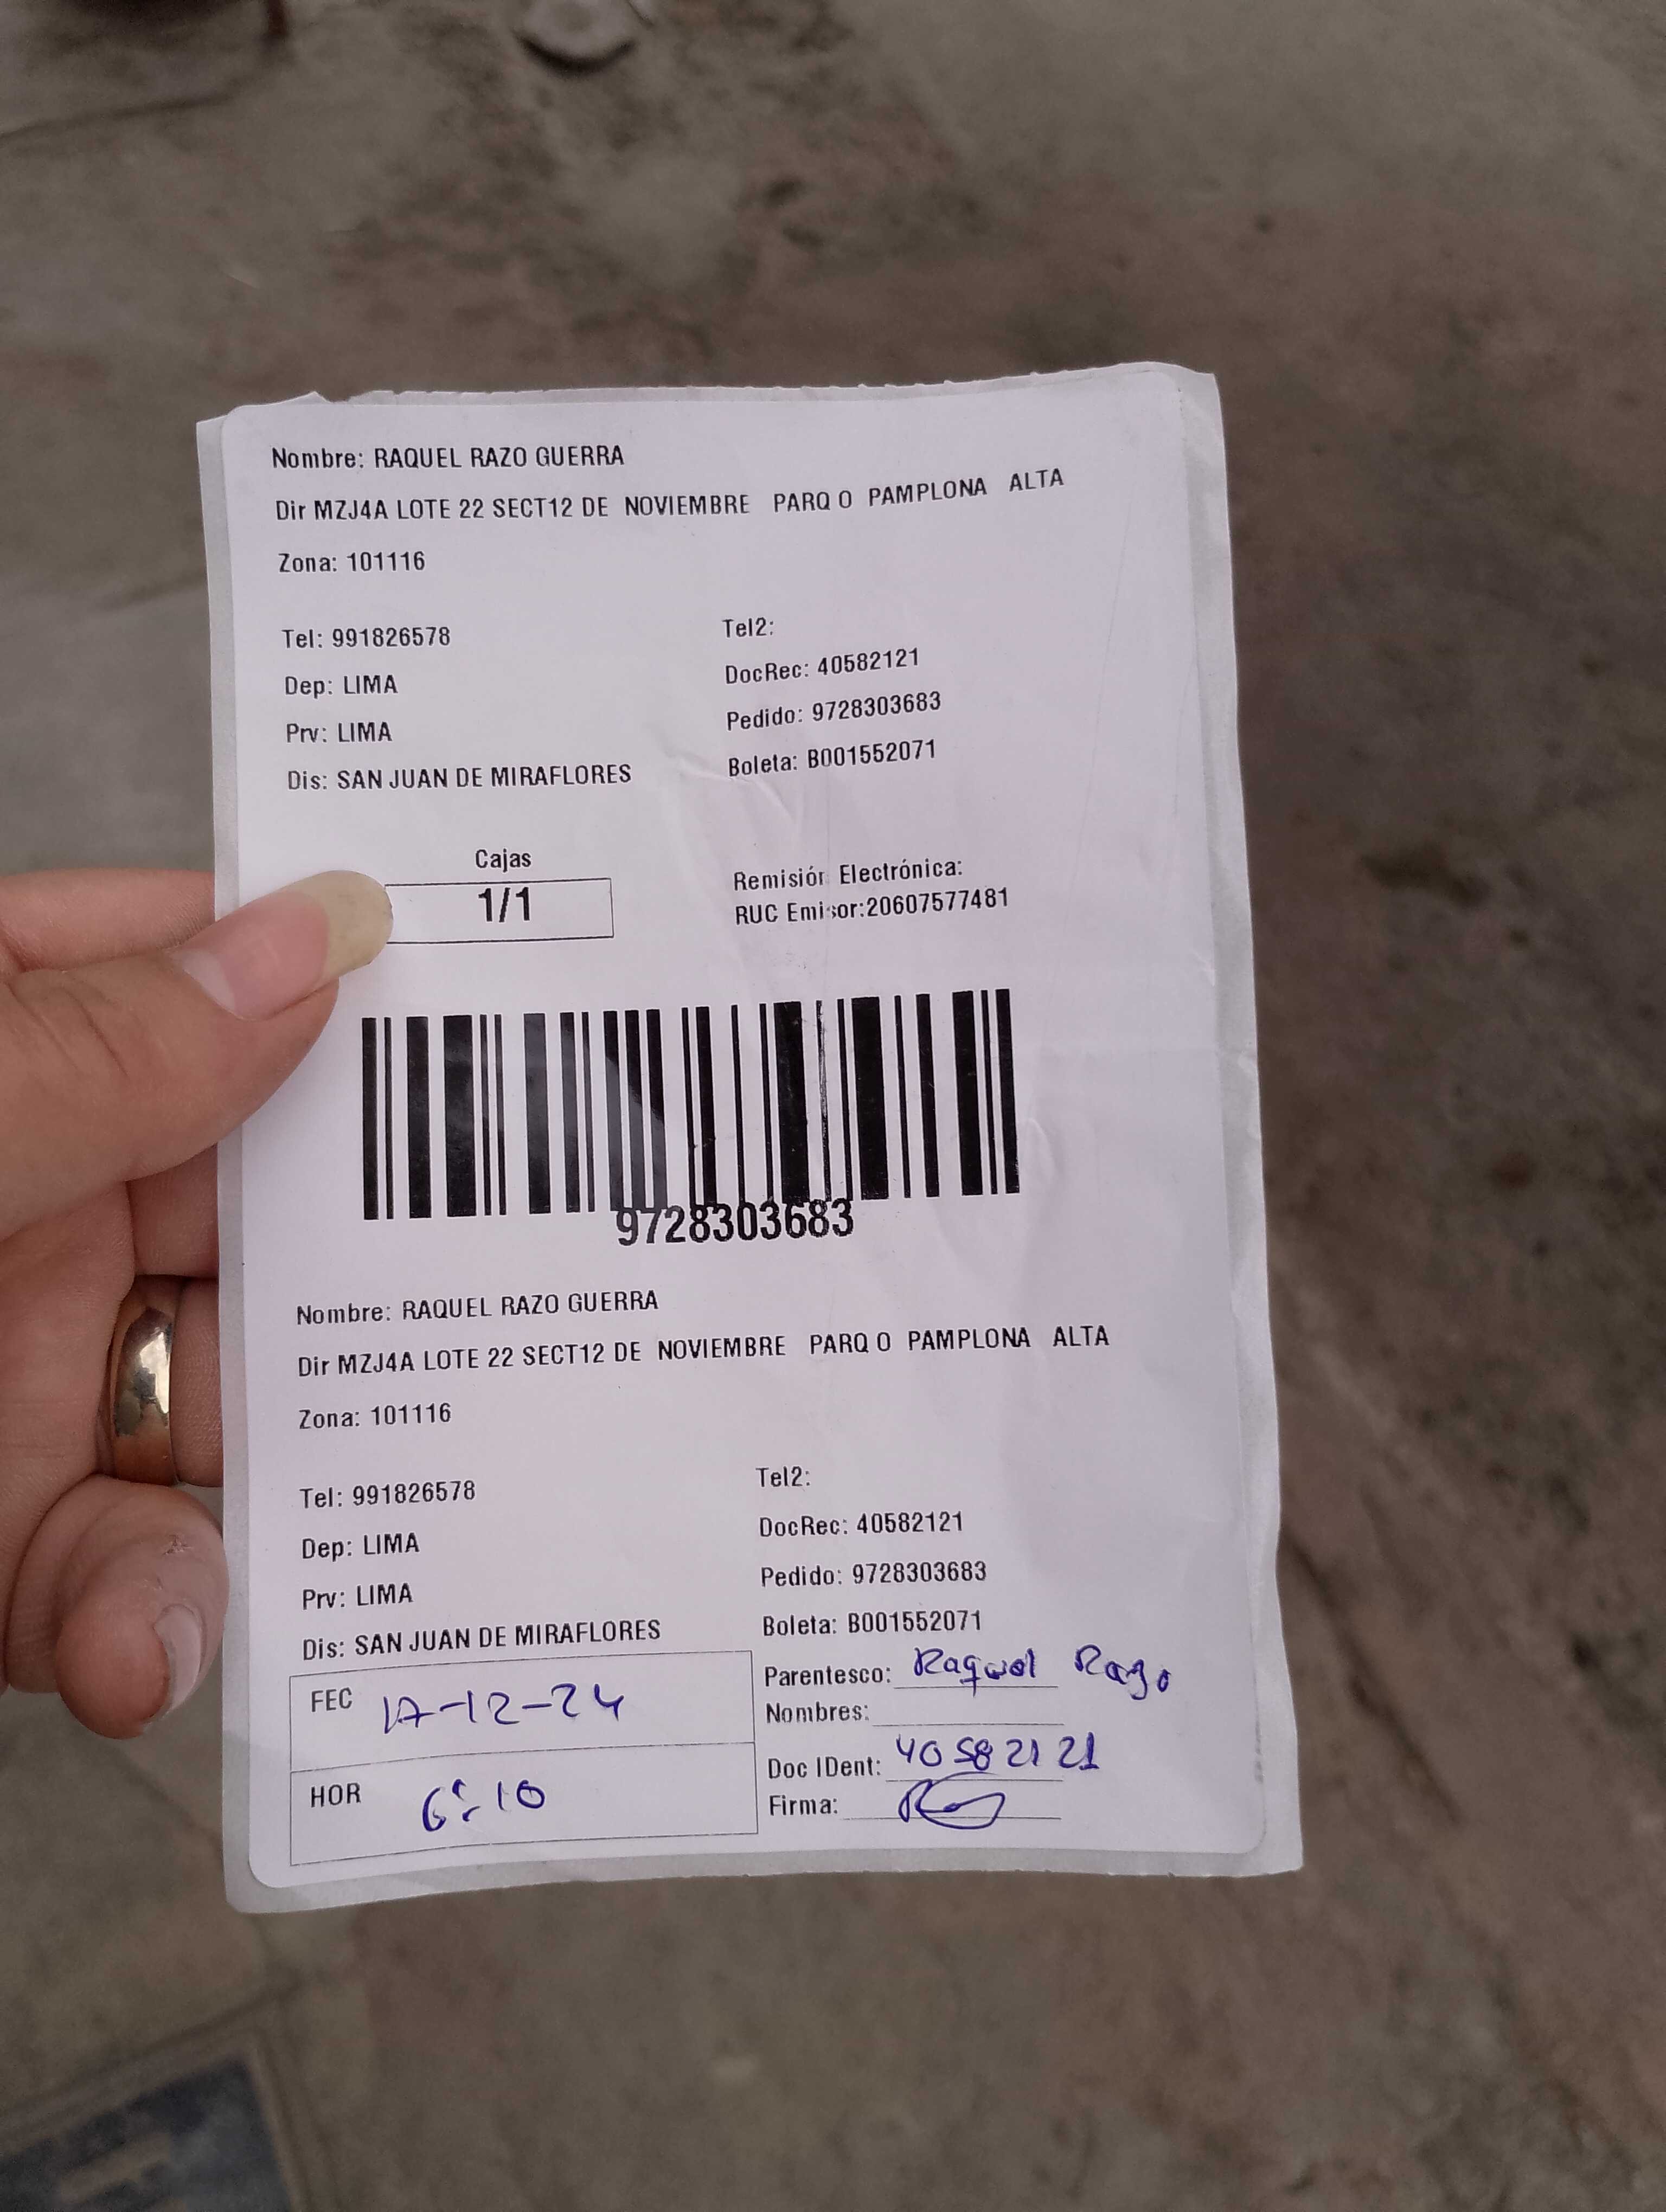 Nombre: RAQUEL RAZO GUERRA
Dir MZJ4A LOTE 22 SECT12 DE NOVIEMBRE PARQ O PAMPLONA ALTA
Zona: 101116
Tel: 991826578
Tel2:
Dep: LIMA
DocRec: 40582121
Prv: LIMA
Pedido: 9728303683
Dis: SAN JUAN DE MIRAFLORES
Boleta: B001552071
Cajas
1/1
Remisión Electrónica:
RUC Emisor:20607577481
9728303683
Nombre: RAQUEL RAZO GUERRA
Dir MZJ4A LOTE 22 SECT12 DE NOVIEMBRE PARQ O PAMPLONA ALTA
Zona: 101116
Tel: 991826578
Tel2:
Dep: LIMA
DocRec: 40582121
Prv: LIMA
Pedido: 9728303683
Dis: SAN JUAN DE MIRAFLORES
Boleta: B001552071
FEC 17-12-24
Parentesco: Raquel Razo
Nombres:
HOR 6:10
Doc IDent: 40582121
Firma: